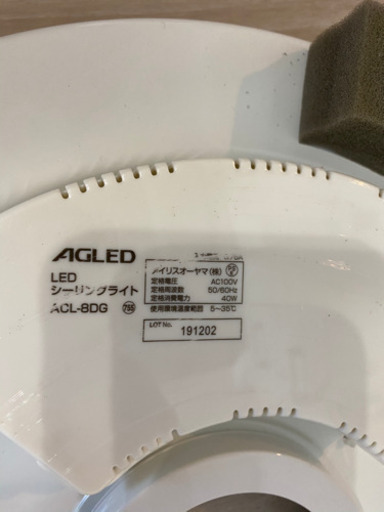 AGLED
LED
シーリングライト
ACL-8DG
アイリスオーヤマ(株)
定格電圧 AC100V
定格周波数 50/60Hz
定格消費電力 40W
使用環境温度範囲 5~35℃
LOT No. 191202